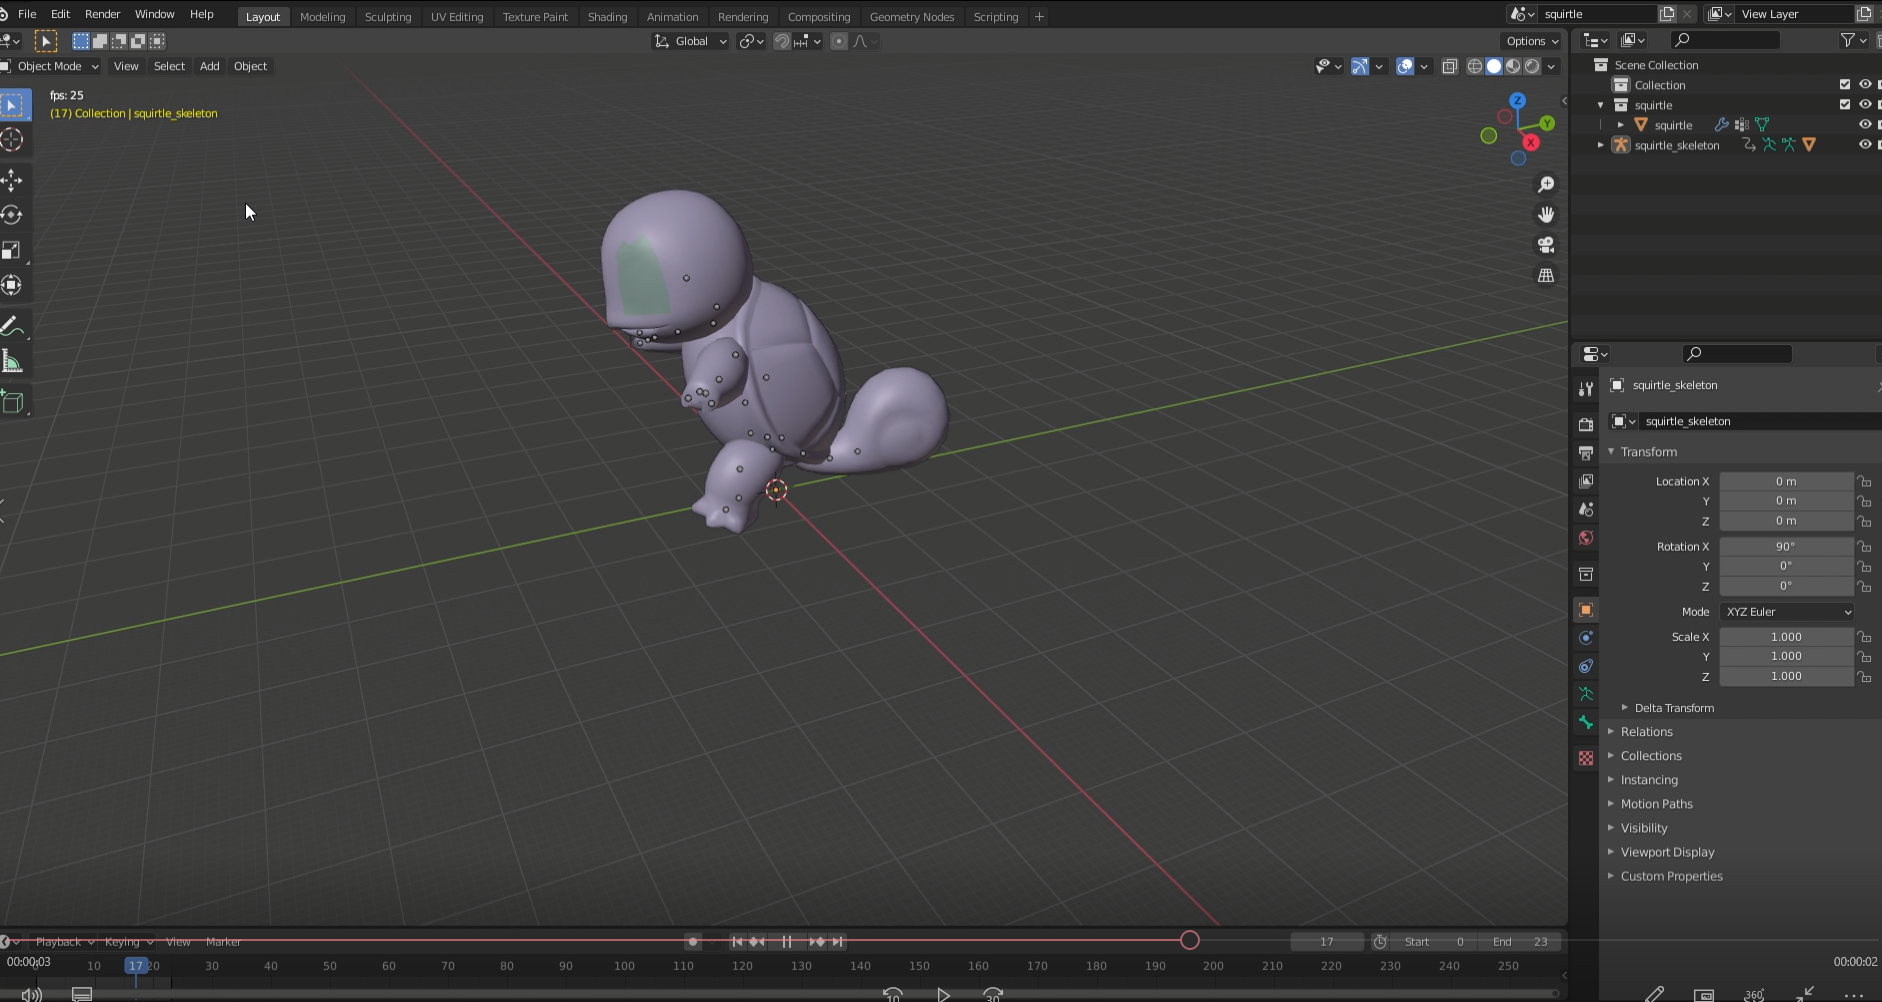 File Edit Render Window Help Layout Modeling Sculpting UV Editing Texture Paint Shading Animation Rendering Compositing Geometry Nodes Scripting + squirtle View Layer
Global Options
Object Mode View Select Add Object
fps: 25
(17) Collection | squirtle_skeleton
Z
Y
X
Scene Collection
Collection
squirtle
squirtle
squirtle_skeleton
squirtle_skeleton
squirtle_skeleton
Transform
Location X 0 m
Y 0 m
Z 0 m
Rotation X 90°
Y 0°
Z 0°
Mode XYZ Euler
Scale X 1.000
Y 1.000
Z 1.000
Delta Transform
Relations
Collections
Instancing
Motion Paths
Visibility
Viewport Display
Custom Properties
Playback Keying View Marker 17 Start 0 End 23
00:00:03 10 17 20 30 40 50 60 70 80 90 100 110 120 130 140 150 160 170 180 190 200 210 220 230 240 250 00:00:02
10 30 360